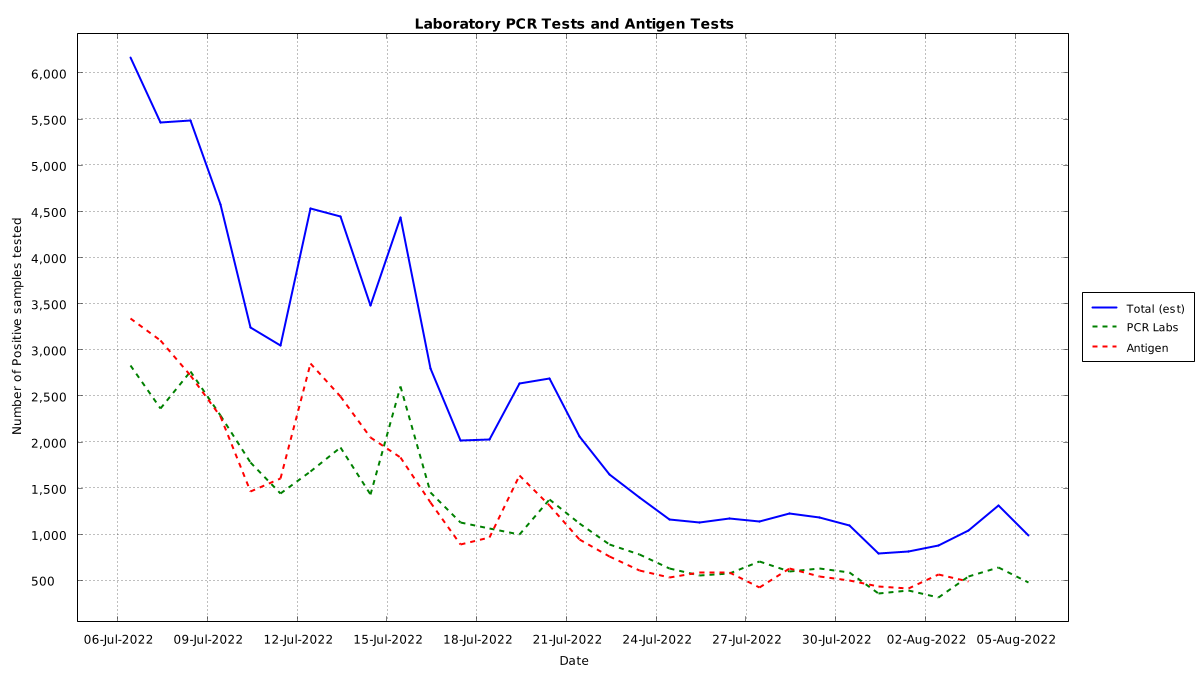 Laboratory PCR Tests and Antigen Tests
Number of Positive samples tested
6,000
5,500
5,000
4,500
4,000
3,500
3,000
2,500
2,000
1,500
1,000
500
06-Jul-2022 09-Jul-2022 12-Jul-2022 15-Jul-2022 18-Jul-2022 21-Jul-2022 24-Jul-2022 27-Jul-2022 30-Jul-2022 02-Aug-2022 05-Aug-2022
Date
Total (est)
PCR Labs
Antigen